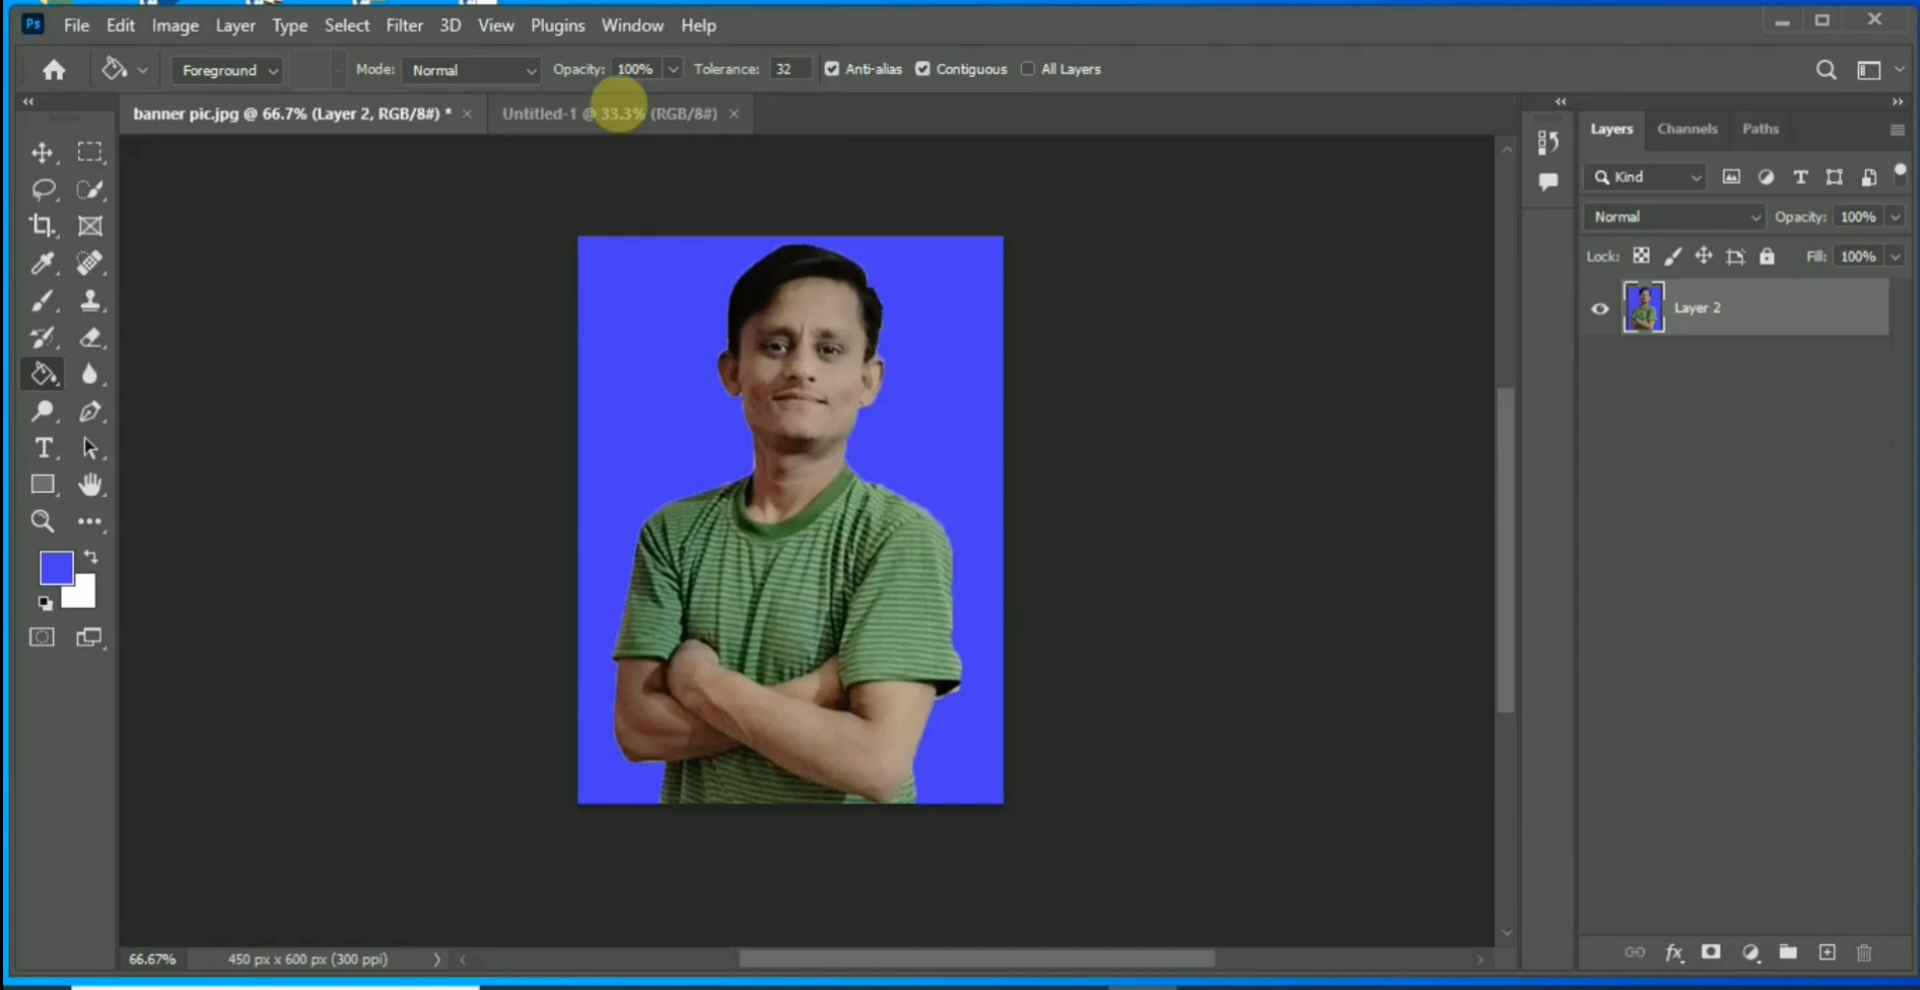 Ps File Edit Image Layer Type Select Filter 3D View Plugins Window Help
Foreground Mode: Normal Opacity: 100% Tolerance: 32 Anti-alias Contiguous All Layers
banner pic.jpg @ 66.7% (Layer 2, RGB/8#) * × Untitled-1 @ 33.3% (RGB/8#) ×
Layers Channels Paths
Kind
Normal Opacity: 100%
Lock: Fill: 100%
Layer 2
66.67% 450 px x 600 px (300 ppi)